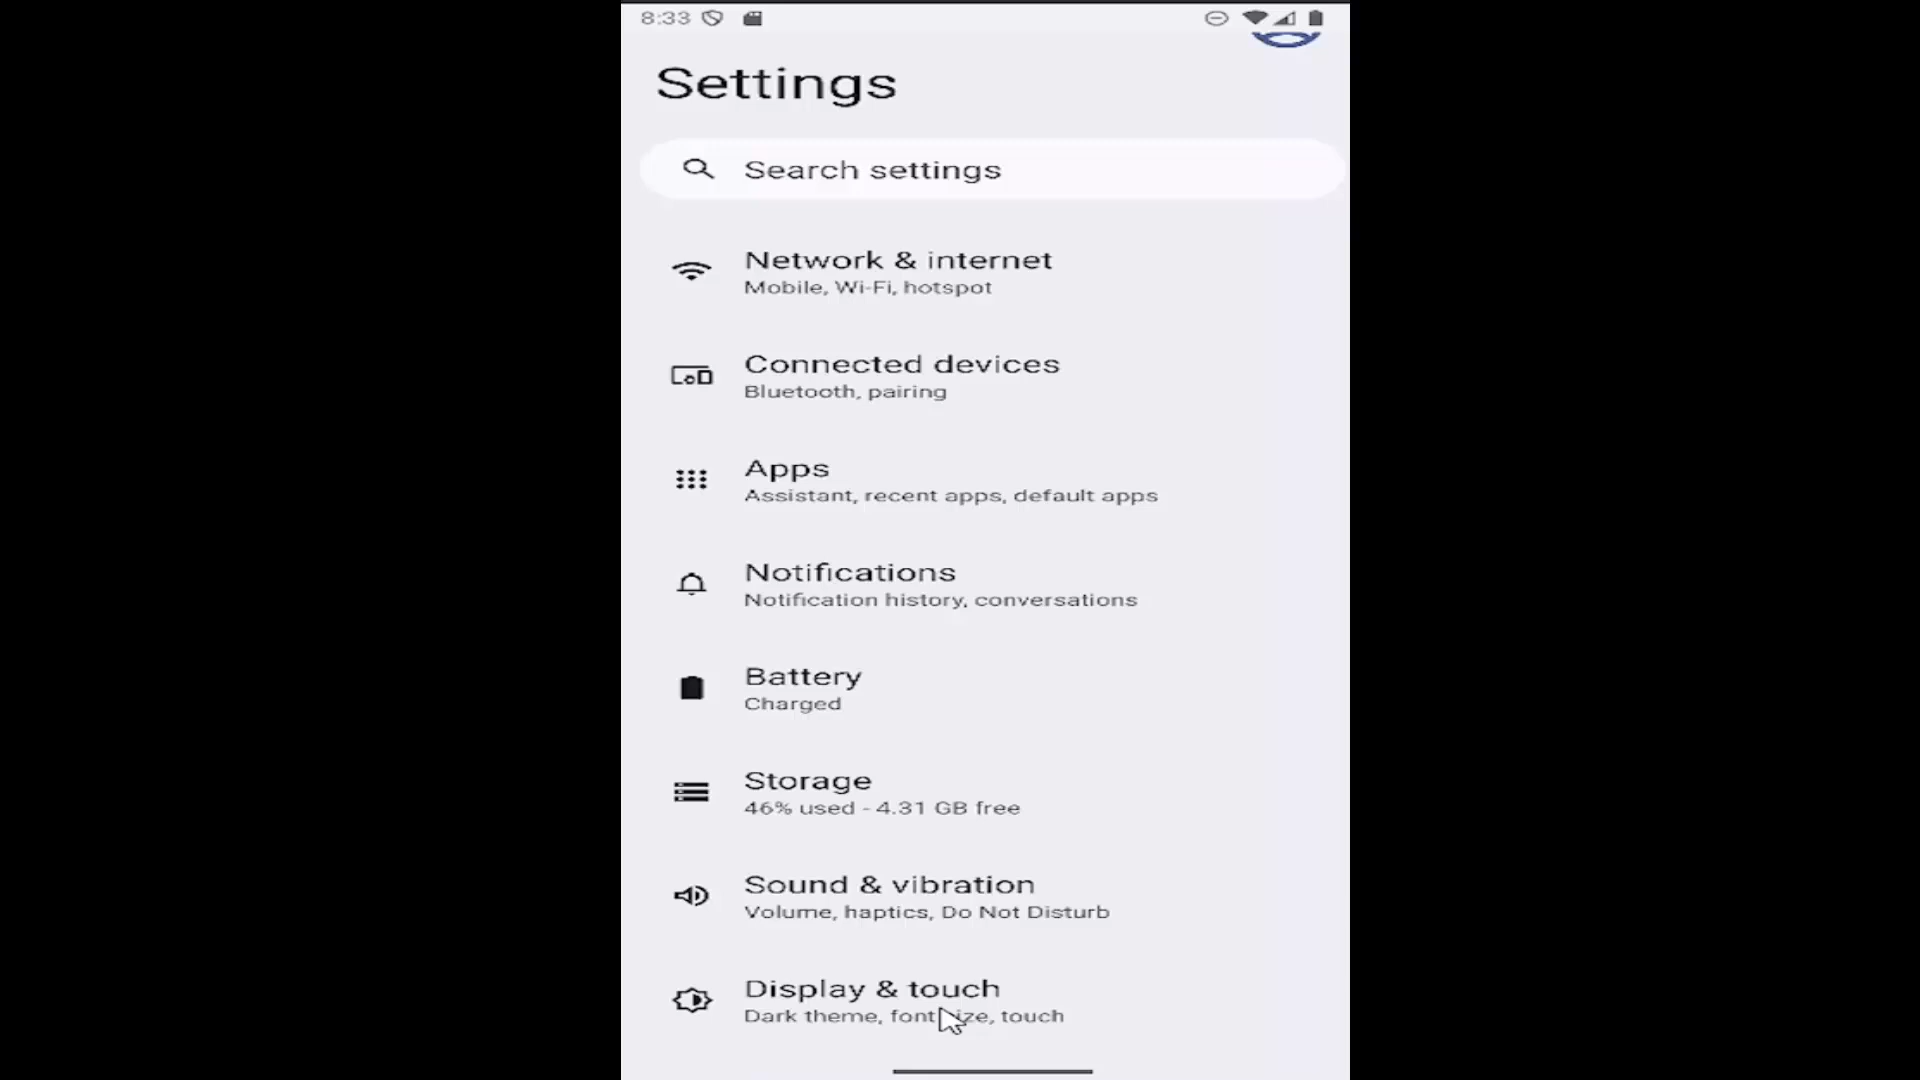 8:33
Settings
Search settings
Network & internet
Mobile, Wi-Fi, hotspot
Connected devices
Bluetooth, pairing
Apps
Assistant, recent apps, default apps
Notifications
Notification history, conversations
Battery
Charged
Storage
46% used - 4.31 GB free
Sound & vibration
Volume, haptics, Do Not Disturb
Display & touch
Dark theme, font size, touch